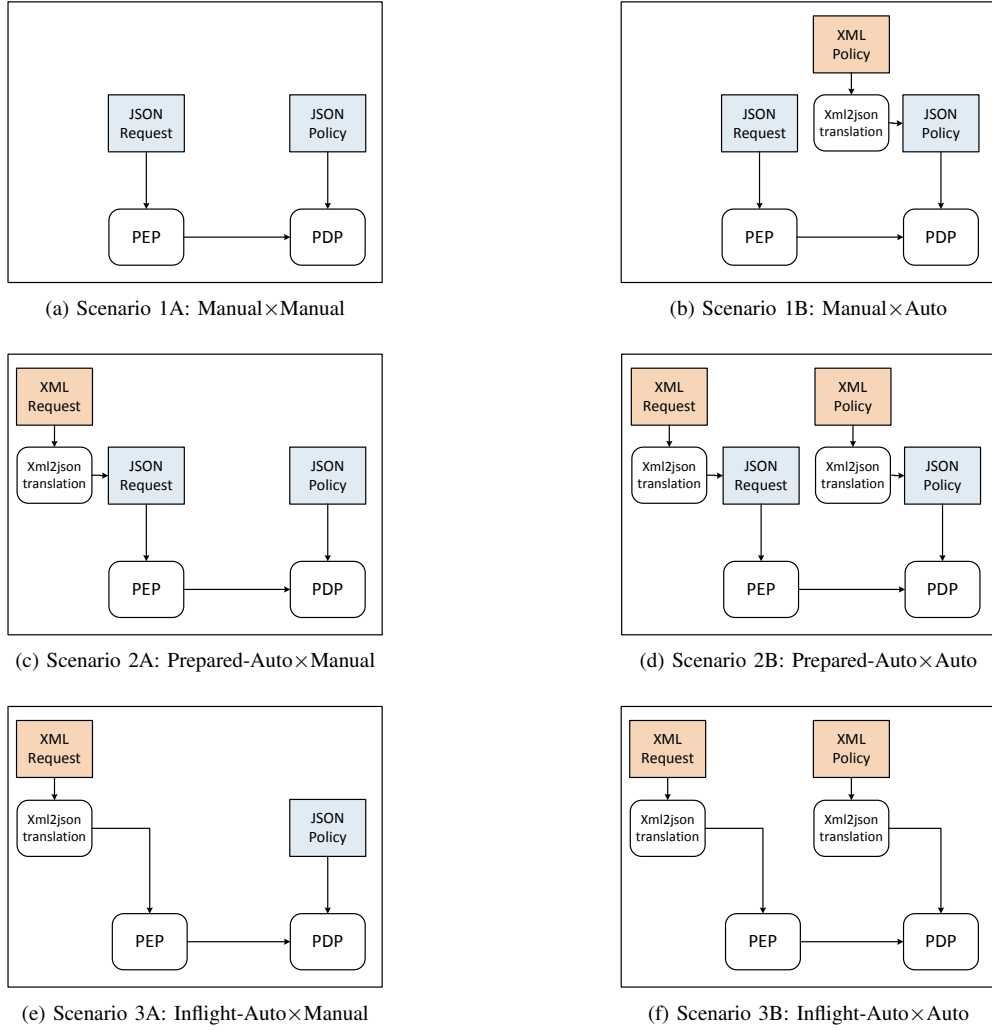 JSON
Request
JSON
Policy
PEP
PDP
(a) Scenario 1A: Manual×Manual
XML
Policy
JSON
Request
Xml2json
translation
JSON
Policy
PEP
PDP
(b) Scenario 1B: Manual×Auto
XML
Request
Xml2json
translation
JSON
Request
JSON
Policy
PEP
PDP
(c) Scenario 2A: Prepared-Auto×Manual
XML
Request
XML
Policy
Xml2json
translation
JSON
Request
Xml2json
translation
JSON
Policy
PEP
PDP
(d) Scenario 2B: Prepared-Auto×Auto
XML
Request
Xml2json
translation
JSON
Policy
PEP
PDP
(e) Scenario 3A: Inflight-Auto×Manual
XML
Request
XML
Policy
Xml2json
translation
Xml2json
translation
PEP
PDP
(f) Scenario 3B: Inflight-Auto×Auto